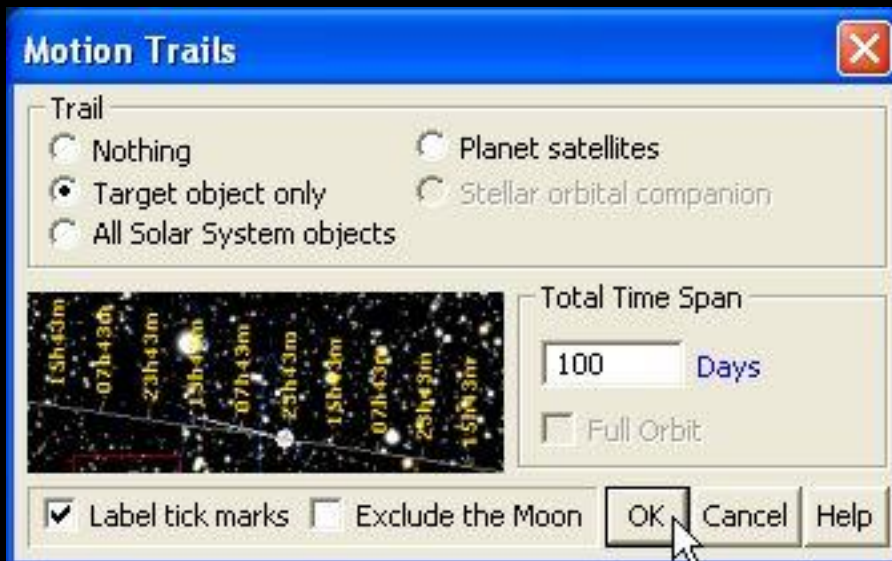 Motion Trails
Trail
Nothing
Planet satellites
Target object only
Stellar orbital companion
All Solar System objects
15h43m
07h43m
23h43m
15h43m
07h43m
23h43m
15h43m
07h43m
23h43m
15h43m
Total Time Span
100 Days
Full Orbit
Label tick marks
Exclude the Moon
OK
Cancel
Help